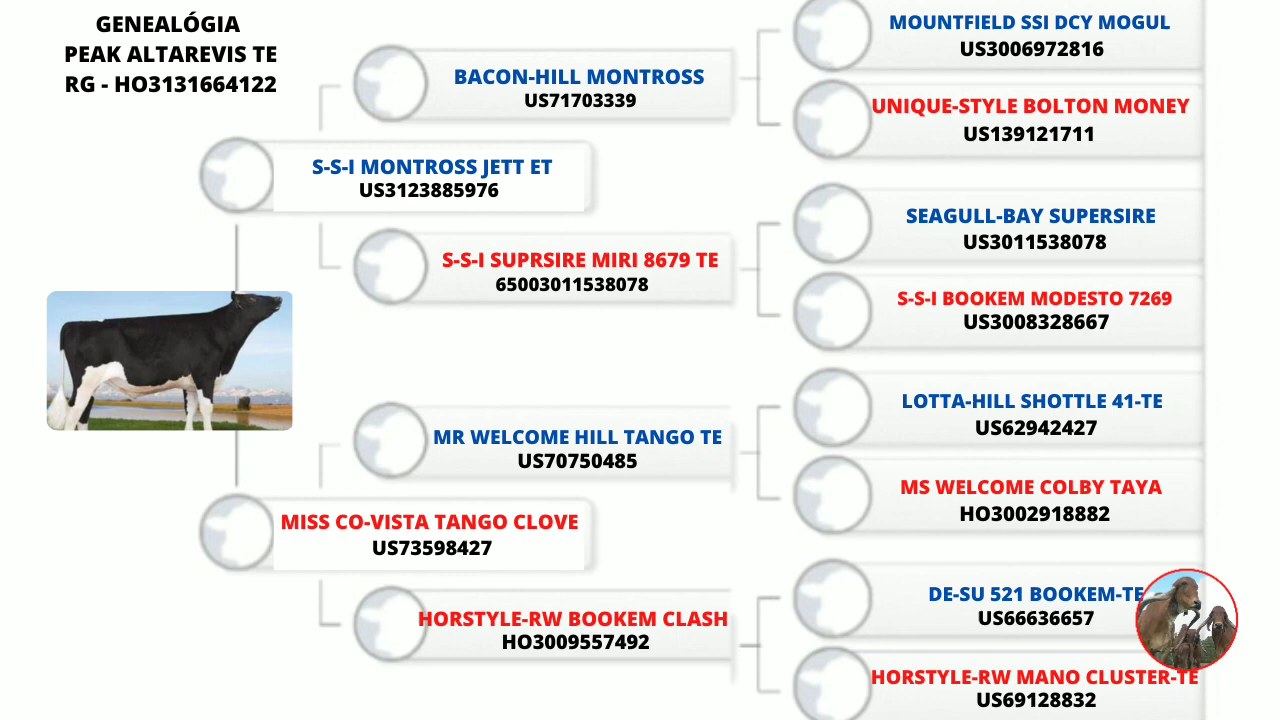 GENEALÓGIA
PEAK ALTAREVIS TE
RG - HO3131664122
S-S-I MONTROSS JETT ET
US3123885976
MISS CO-VISTA TANGO CLOVE
US73598427
BACON-HILL MONTROSS
US71703339
S-S-I SUPRSIRE MIRI 8679 TE
65003011538078
MR WELCOME HILL TANGO TE
US70750485
HORSTYLE-RW BOOKEM CLASH
HO3009557492
MOUNTFIELD SSI DCY MOGUL
US3006972816
UNIQUE-STYLE BOLTON MONEY
US139121711
SEAGULL-BAY SUPERSIRE
US3011538078
S-S-I BOOKEM MODESTO 7269
US3008328667
LOTTA-HILL SHOTTLE 41-TE
US62942427
MS WELCOME COLBY TAYA
HO3002918882
DE-SU 521 BOOKEM-TE
US66636657
HORSTYLE-RW MANO CLUSTER-TE
US69128832